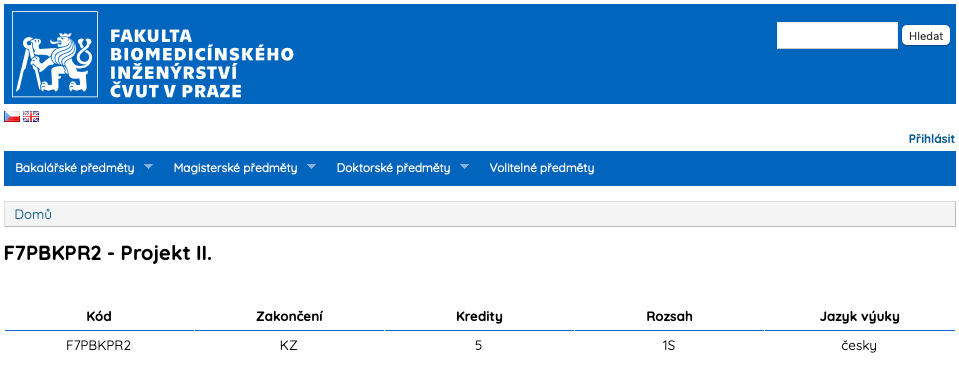 FAKULTA
BIOMEDICÍNSKÉHO
INŽENÝRSTVÍ
ČVUT V PRAZE
Hledat
Přihlásit
Bakalářské předměty Magisterské předměty Doktorské předměty Volitelné předměty
Domů
F7PBKPR2 - Projekt II.
Kód Zakončení Kredity Rozsah Jazyk výuky
F7PBKPR2 KZ 5 1S česky